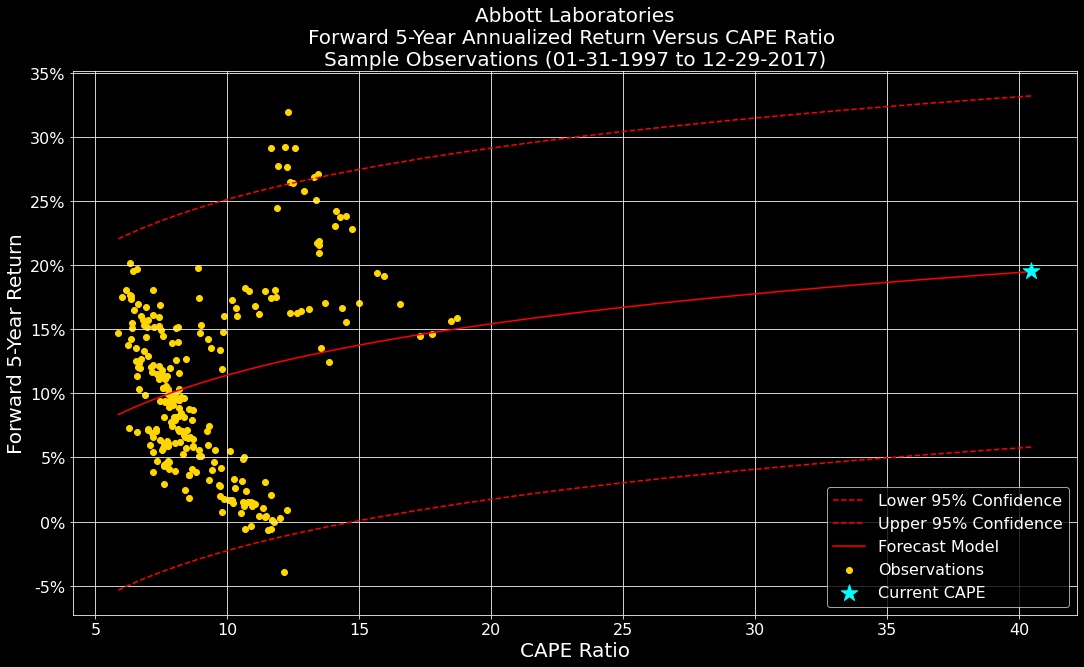 Abbott Laboratories
Forward 5-Year Annualized Return Versus CAPE Ratio
Sample Observations (01-31-1997 to 12-29-2017)
Forward 5-Year Return
35%
30%
25%
20%
15%
10%
5%
0%
-5%
Lower 95% Confidence
Upper 95% Confidence
Forecast Model
Observations
Current CAPE
5 10 15 20 25 30 35 40
CAPE Ratio